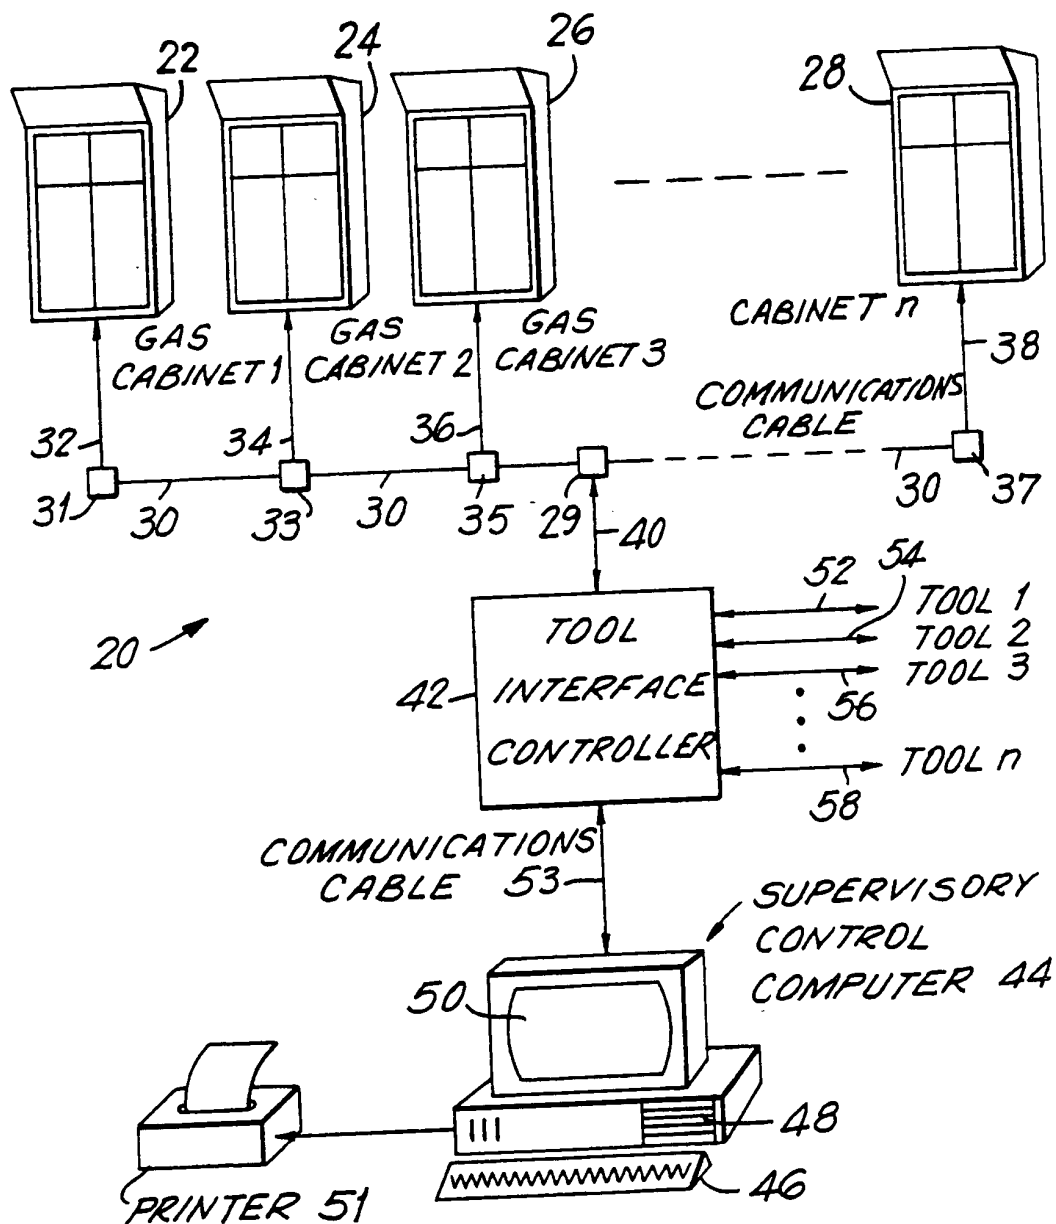 22
24
26
28
GAS
CABINET 1
GAS
CABINET 2
GAS
CABINET 3
CABINET n
38
COMMUNICATIONS
CABLE
32
34
36
31
30
33
30
35
29
40
30
37
20
42
TOOL
INTERFACE
CONTROLLER
52
54
TOOL 1
TOOL 2
TOOL 3
56
TOOL n
58
COMMUNICATIONS
CABLE 53
SUPERVISORY
CONTROL
COMPUTER 44
50
48
46
PRINTER 51